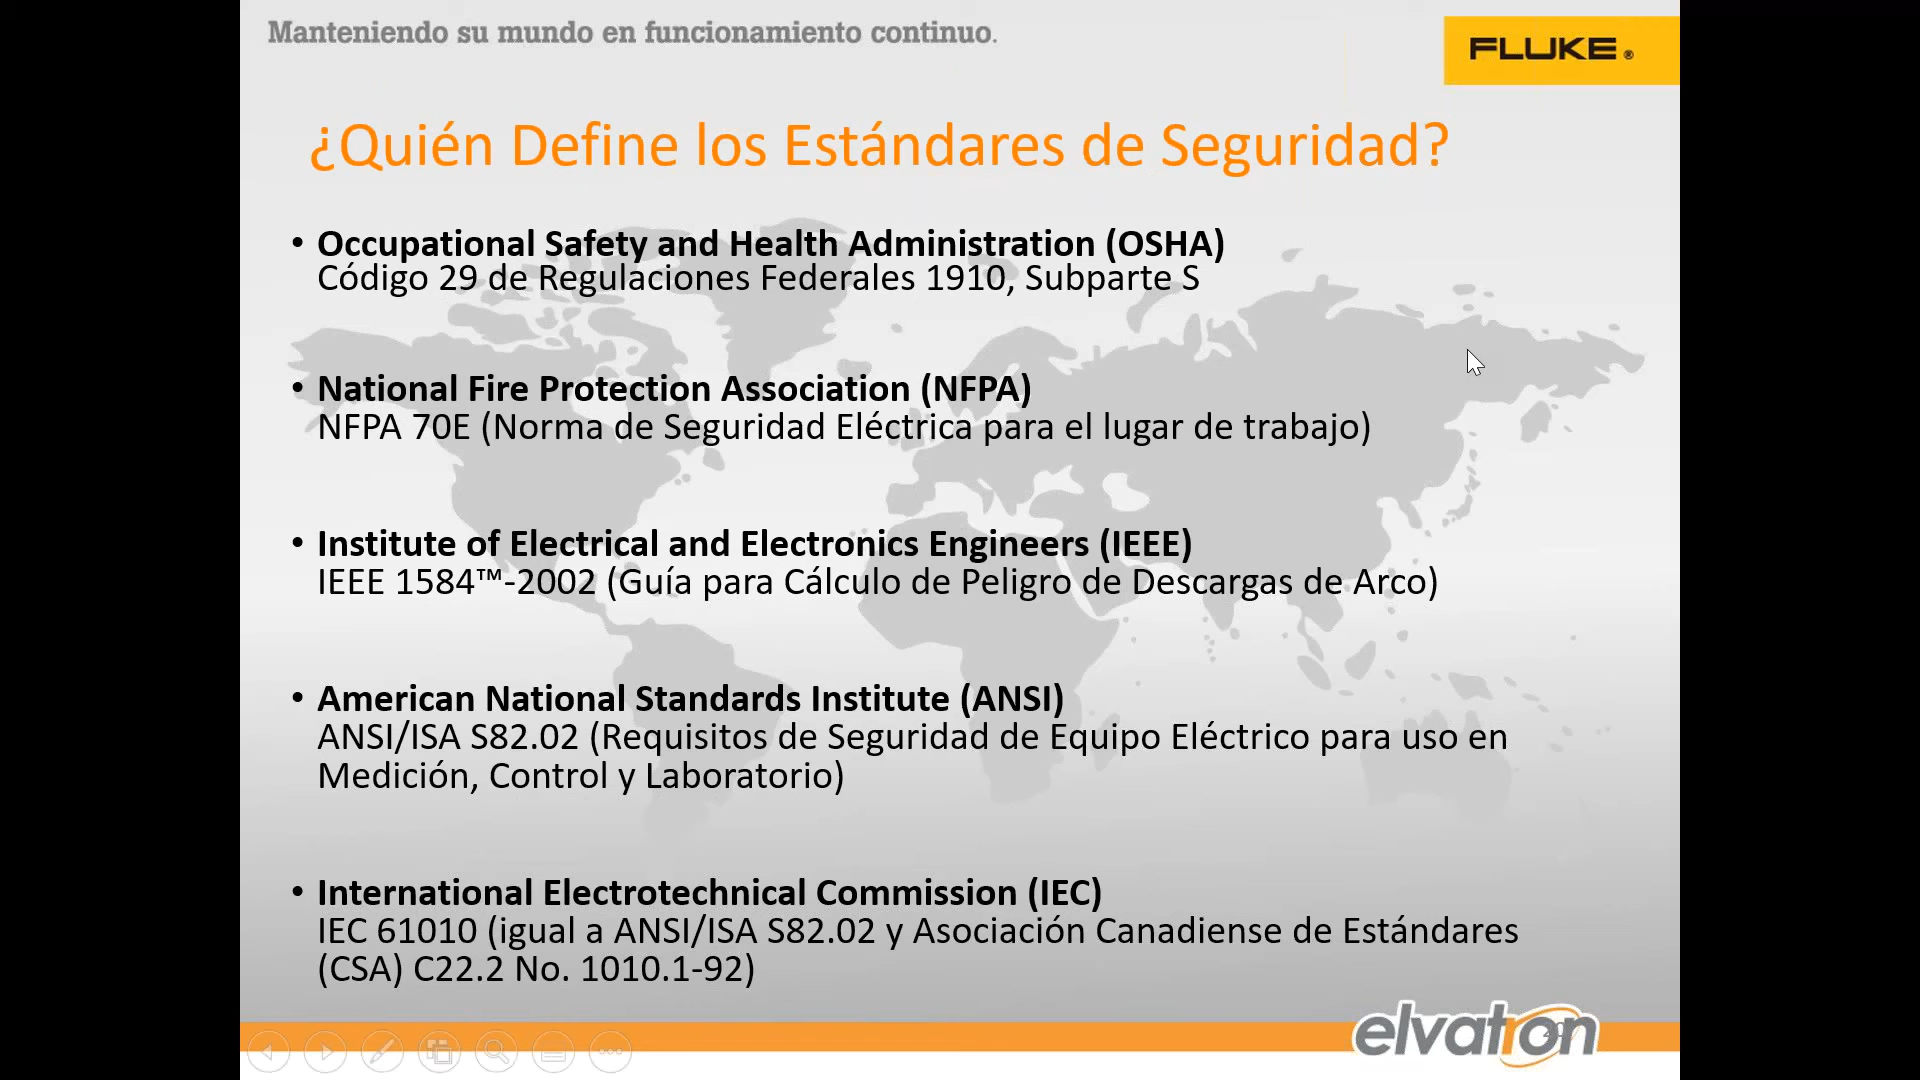 Manteniendo su mundo en funcionamiento continuo.
FLUKE®
¿Quién Define los Estándares de Seguridad?
• Occupational Safety and Health Administration (OSHA)
Código 29 de Regulaciones Federales 1910, Subparte S
• National Fire Protection Association (NFPA)
NFPA 70E (Norma de Seguridad Eléctrica para el lugar de trabajo)
• Institute of Electrical and Electronics Engineers (IEEE)
IEEE 1584™-2002 (Guía para Cálculo de Peligro de Descargas de Arco)
• American National Standards Institute (ANSI)
ANSI/ISA S82.02 (Requisitos de Seguridad de Equipo Eléctrico para uso en
Medición, Control y Laboratorio)
• International Electrotechnical Commission (IEC)
IEC 61010 (igual a ANSI/ISA S82.02 y Asociación Canadiense de Estándares
(CSA) C22.2 No. 1010.1-92)
elvatron